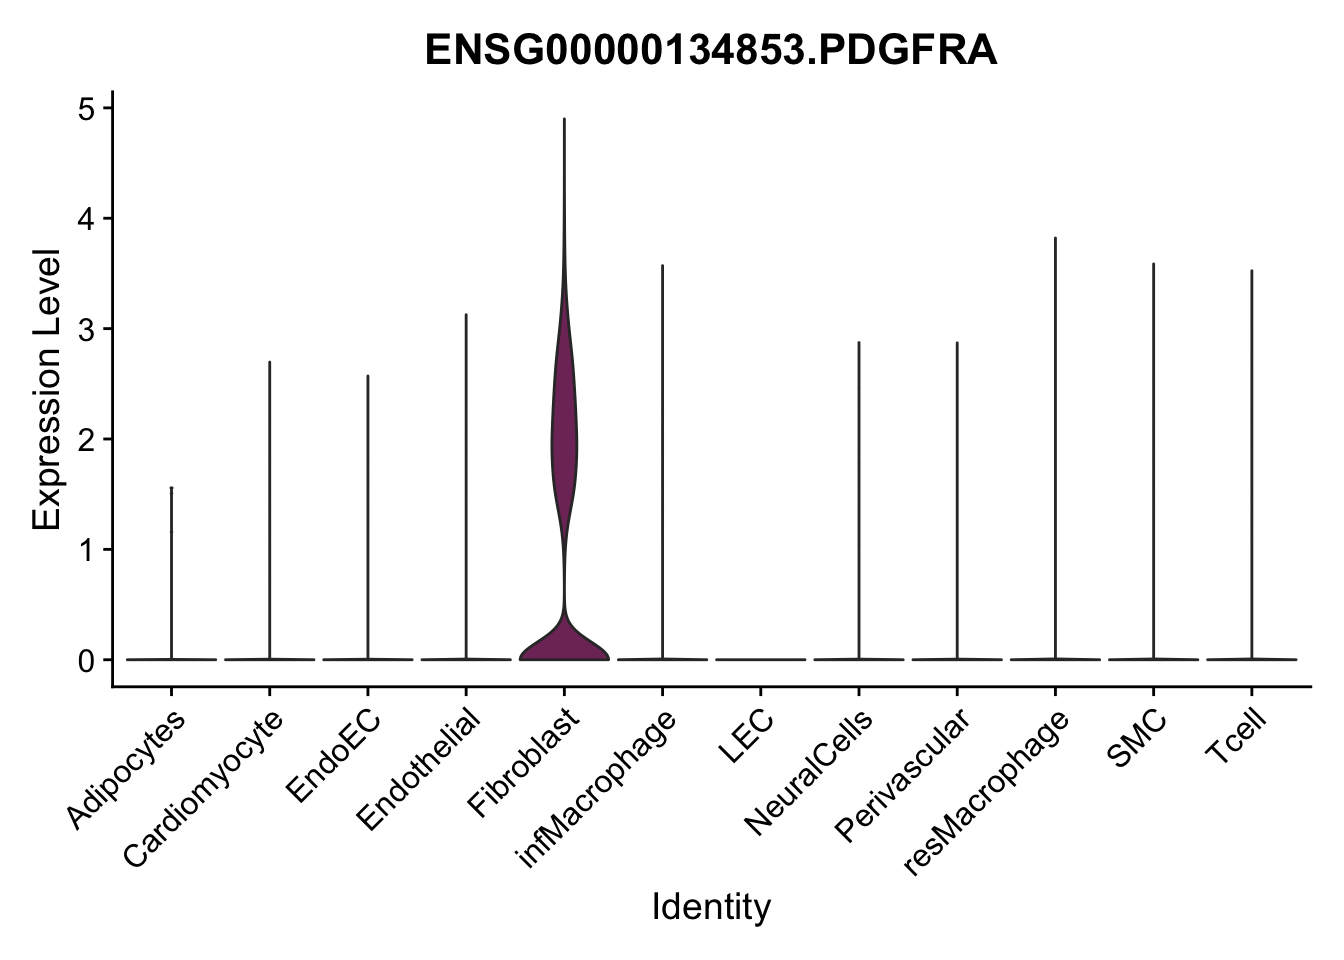 ENSG00000134853.PDGFRA
Expression Level
5
4
3
2
1
0
Adipocytes
Cardiomyocyte
EndoEC
Endothelial
Fibroblast
infMacrophage
LEC
NeuralCells
Perivascular
resMacrophage
SMC
Tcell
Identity